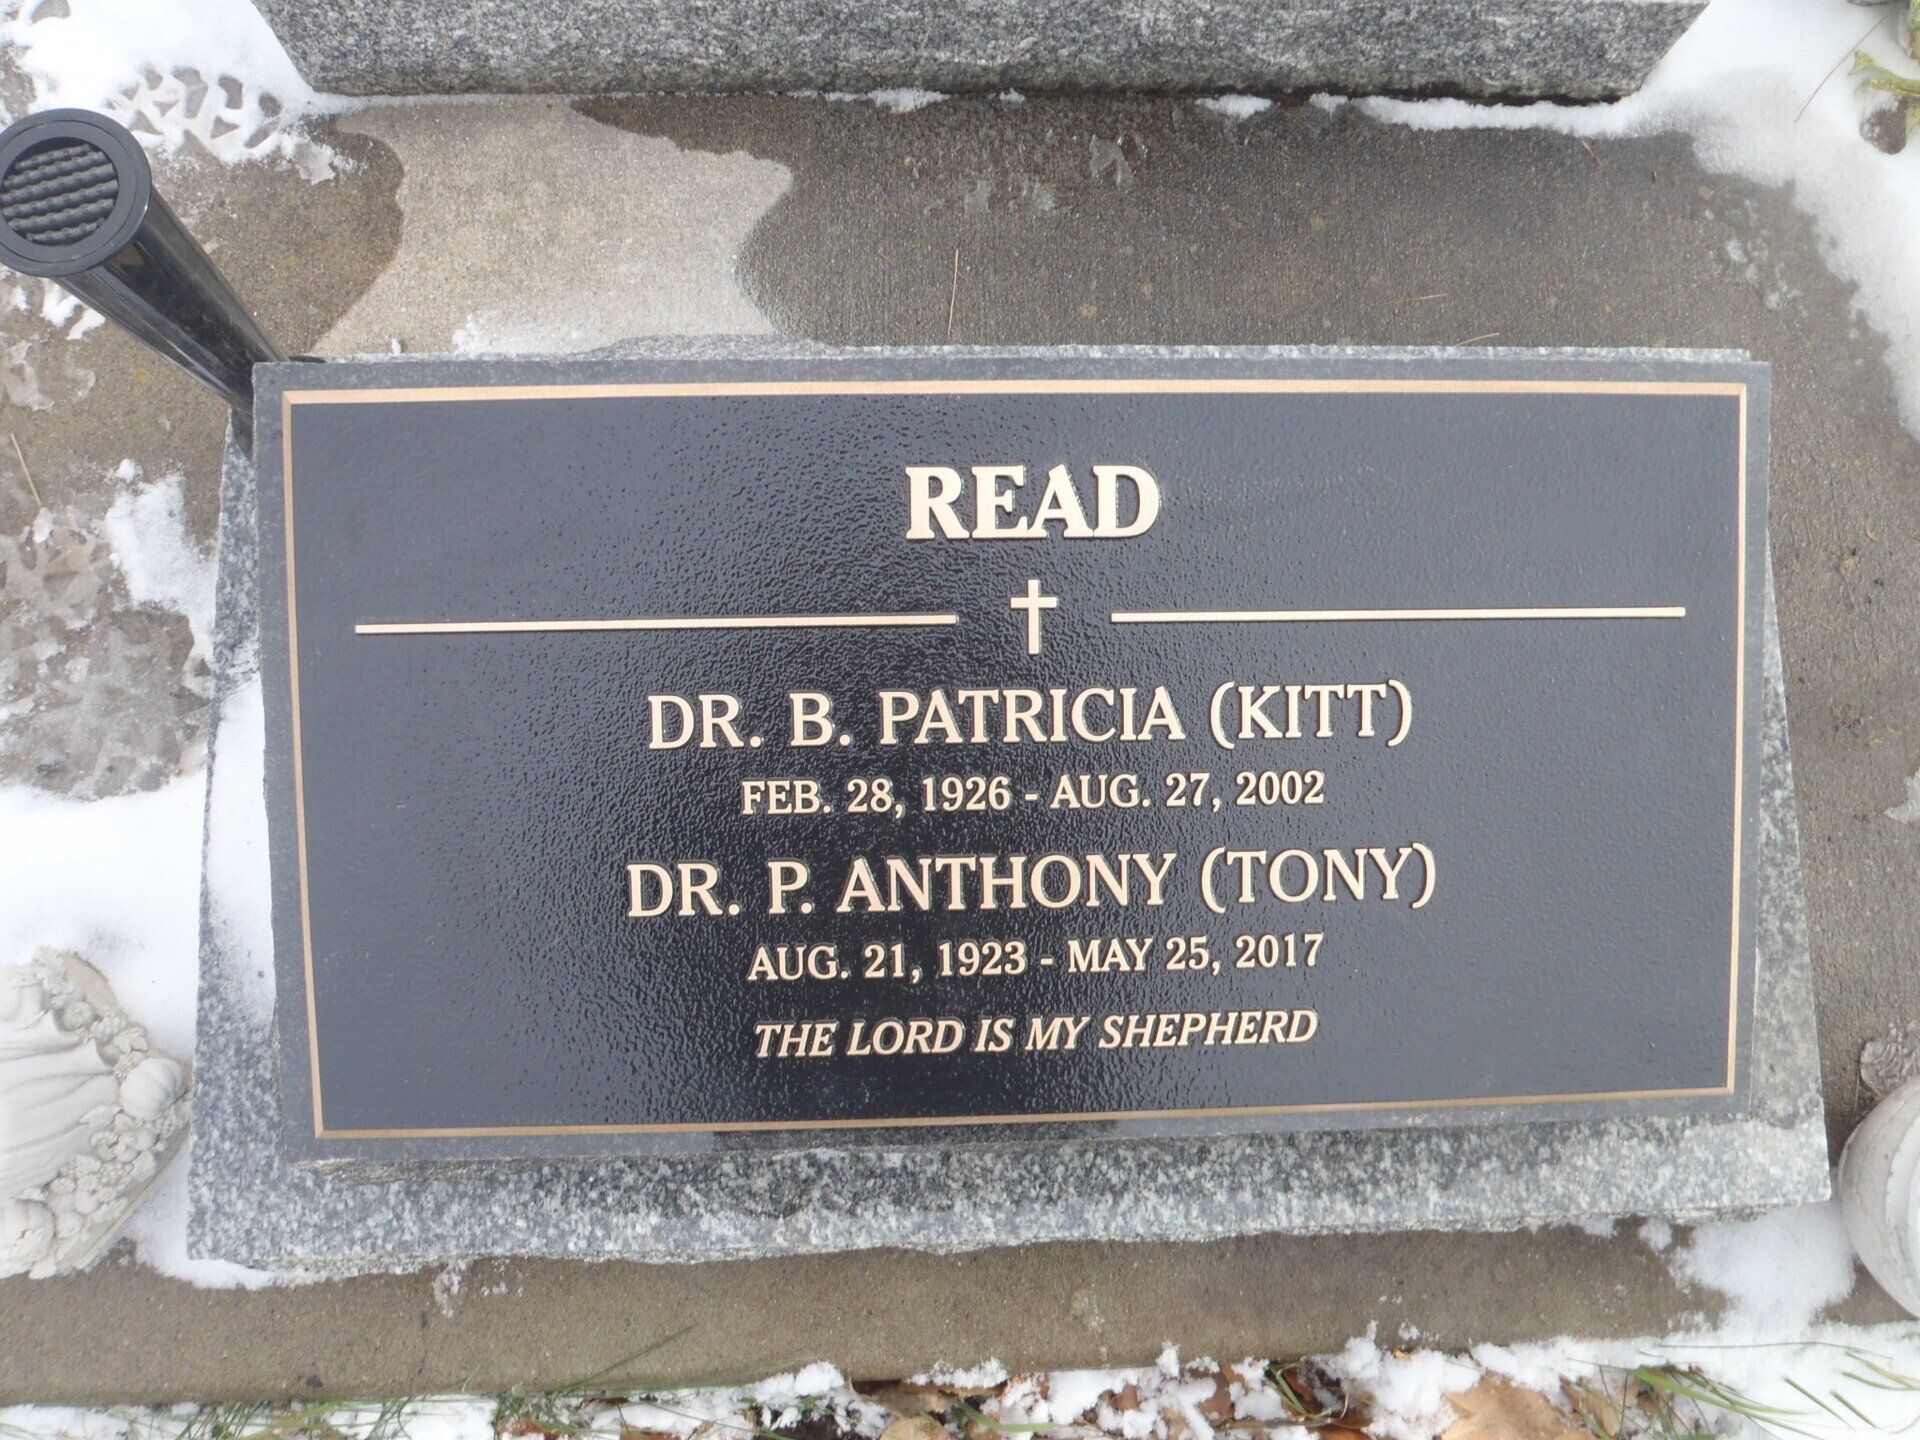 READ
DR. B. PATRICIA (KITT)
FEB. 28, 1926 - AUG. 27, 2002
DR. P. ANTHONY (TONY)
AUG. 21, 1923 - MAY 25, 2017
THE LORD IS MY SHEPHERD